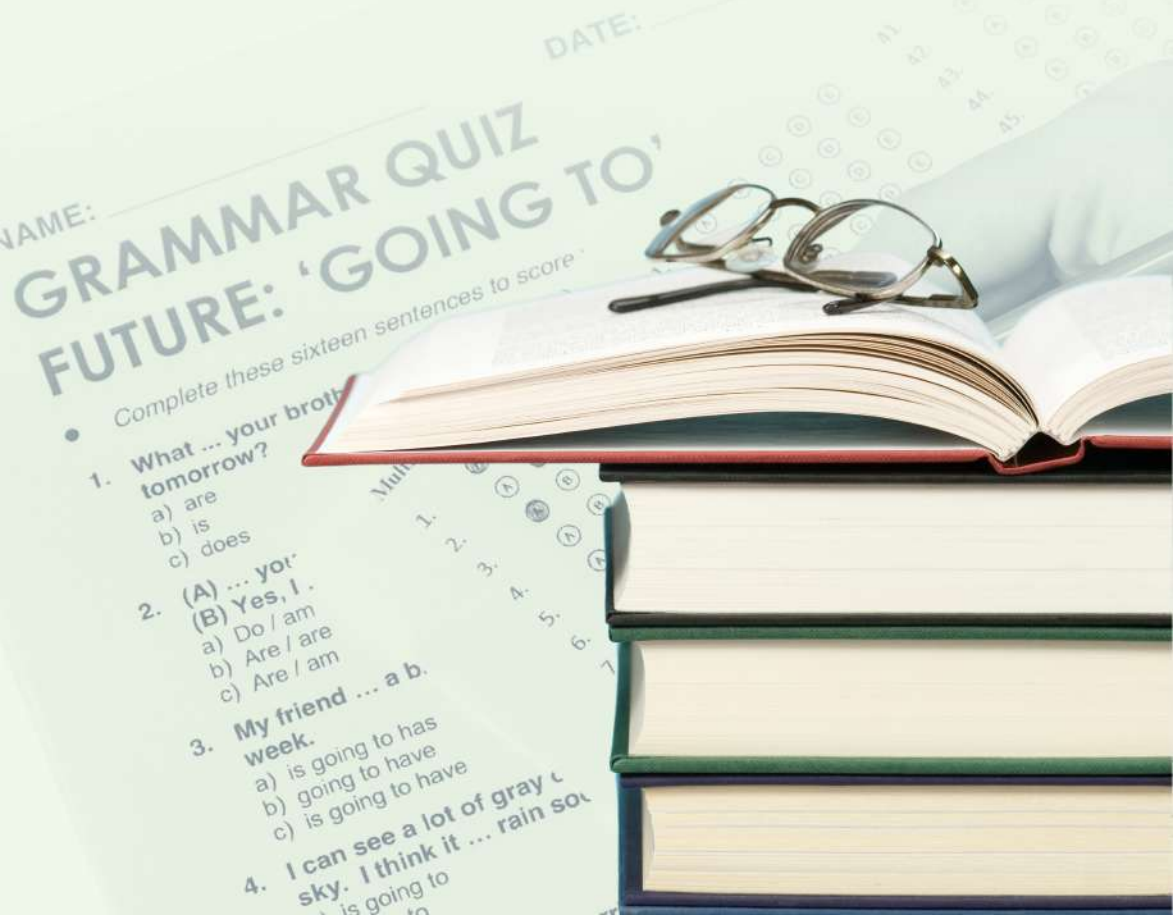 DATE:
NAME:
GRAMMAR QUIZ
FUTURE: ‘GOING TO’
Complete these sixteen sentences to score
1. What ... your broth
tomorrow?
a) are
b) is
c) does
2. (A) ... you
(B) Yes, I .
a) Do / am
b) Are / are
c) Are / am
3. My friend ... a b.
week.
a) is going to has
b) going to have
c) is going to have
4. I can see a lot of gray c
sky. I think it ... rain soo
is going to
to
41.
42.
43.
44.
45.
1.
2.
3.
4.
5.
6.
7